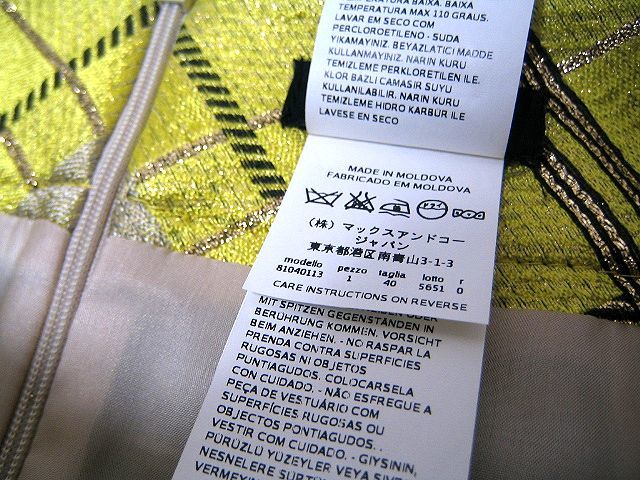 TEMPERATURA BAIXA. BAIXA
TEMPERATURA MAX 110 GRAUS.
LAVAR EM SECO COM
PERCLOROETILENO - SUDA
YIKAMAYINIZ. BEYAZLATICI MADDE
KULLANMAYINIZ. NARIN KURU
TEMIZLEME PERKLORETILEN ILE.
KLOR BAZLI CAMASIR SUYU
KULLANILABILIR. NARIN KURU
TEMIZLEME HIDRO KARBÜR ILE
LAVESE EN SECO
MADE IN MOLDOVA
FABRICADO EM MOLDOVA
(株) マックスアンドコー
ジャパン
東京都港区南青山3-1-3
modello pezzo taglia lotto r
81040113 1 40 5651 0
CARE INSTRUCTIONS ON REVERSE
MIT SPITZEN GEGENSTÄNDEN ODER
BERÜHRUNG KOMMEN. VORSICHT
BEIM ANZIEHEN. - NO RASPAR LA
PRENDA CONTRA SUPERFICIES
RUGOSAS NI OBJETOS
PUNTIAGUDOS. COLOCARSELA
CON CUIDADO. - NÃO ESFREGUE A
PEÇA DE VESTUÁRIO COM
SUPERFÍCIES RUGOSAS OU
OBJECTOS PONTIAGUDOS. .
VESTIR COM CUIDADO. - GIYSININ,
PÜRÜZLÜ YÜZEYLER VEYA SIVRI
NESNELERE
VERMEYIN